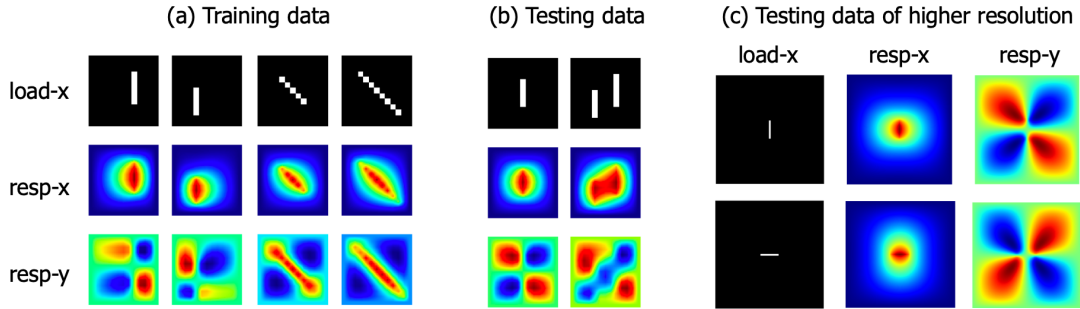 (a) Training data
(b) Testing data
(c) Testing data of higher resolution
load-x
resp-x
resp-y
load-x
resp-x
resp-y